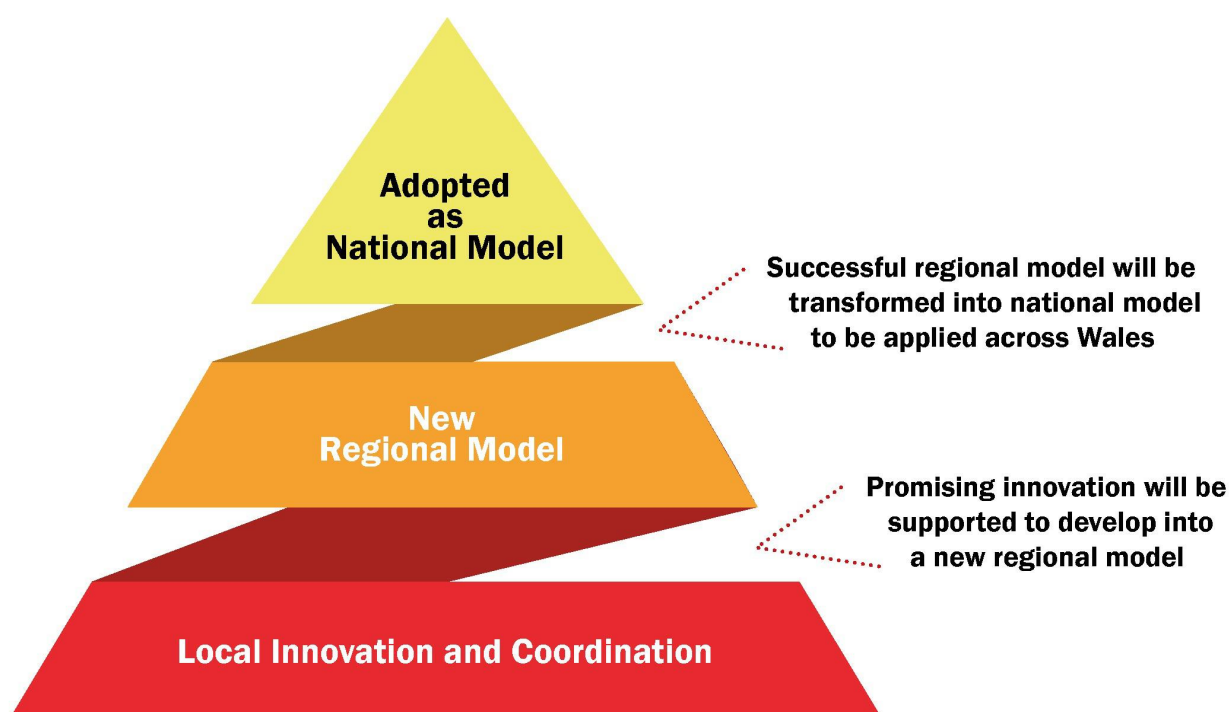 Adopted
as
National Model
Successful regional model will be
transformed into national model
to be applied across Wales
New
Regional Model
Promising innovation will be
supported to develop into
a new regional model
Local Innovation and Coordination